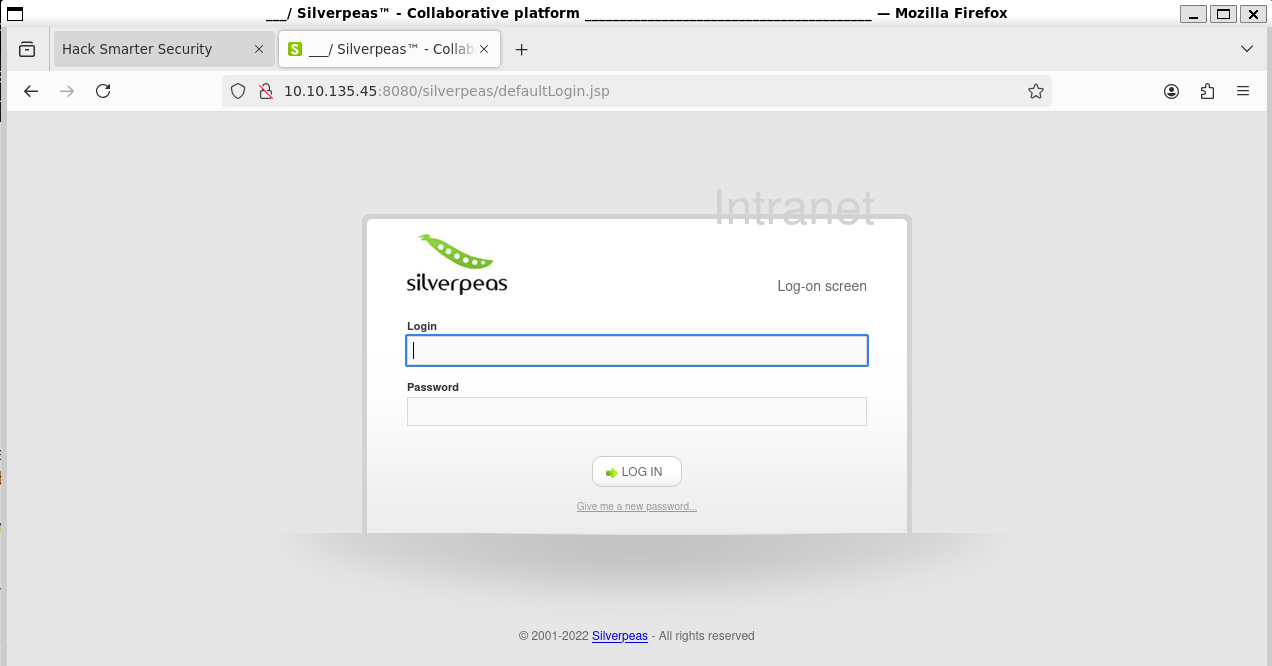 ___/ Silverpeas™ - Collaborative platform ________________________________________ — Mozilla Firefox
Hack Smarter Security
___/ Silverpeas™ - Collab
10.10.135.45:8080/silverpeas/defaultLogin.jsp
Intranet
silverpeas
Log-on screen
Login
Password
LOG IN
Give me a new password...
© 2001-2022 Silverpeas - All rights reserved